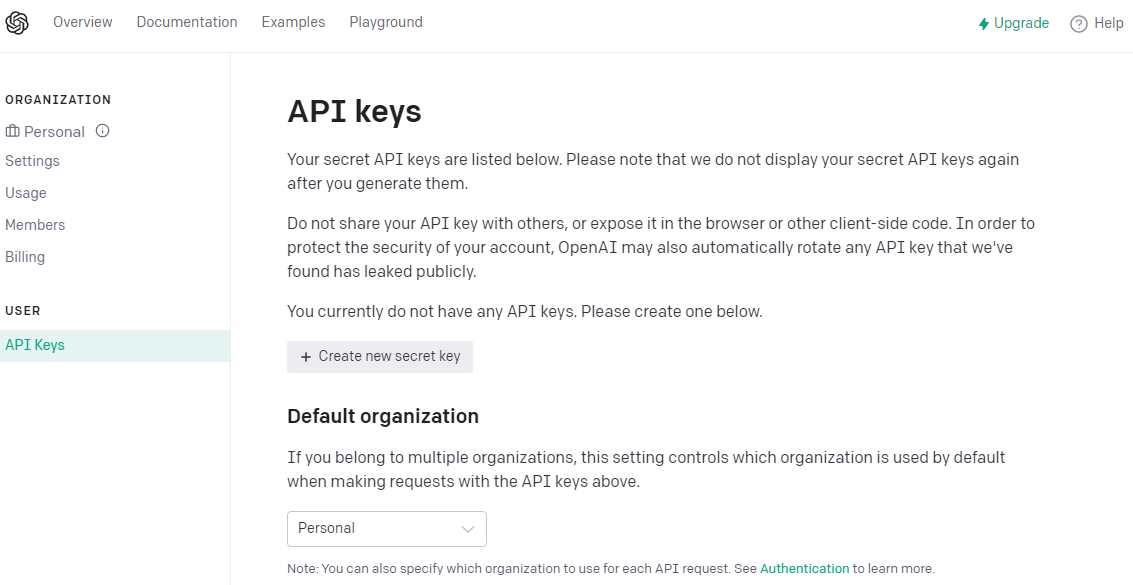 Overview Documentation Examples Playground Upgrade Help
ORGANIZATION
Personal
Settings
Usage
Members
Billing
USER
API Keys
API keys
Your secret API keys are listed below. Please note that we do not display your secret API keys again
after you generate them.
Do not share your API key with others, or expose it in the browser or other client-side code. In order to
protect the security of your account, OpenAI may also automatically rotate any API key that we've
found has leaked publicly.
You currently do not have any API keys. Please create one below.
+ Create new secret key
Default organization
If you belong to multiple organizations, this setting controls which organization is used by default
when making requests with the API keys above.
Personal
Note: You can also specify which organization to use for each API request. See Authentication to learn more.